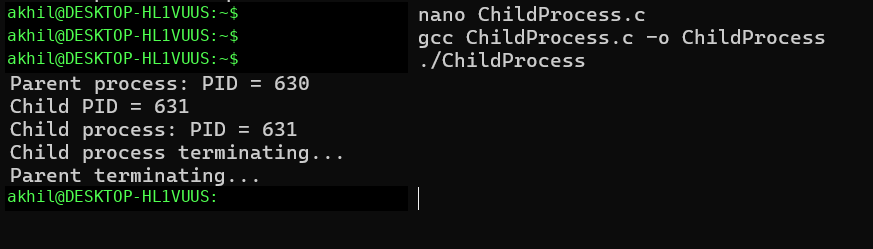 akhil@DESKTOP-HL1VUUS:~$ nano ChildProcess.c
akhil@DESKTOP-HL1VUUS:~$ gcc ChildProcess.c -o ChildProcess
akhil@DESKTOP-HL1VUUS:~$ ./ChildProcess
Parent process: PID = 630
Child PID = 631
Child process: PID = 631
Child process terminating...
Parent terminating...
akhil@DESKTOP-HL1VUUS: